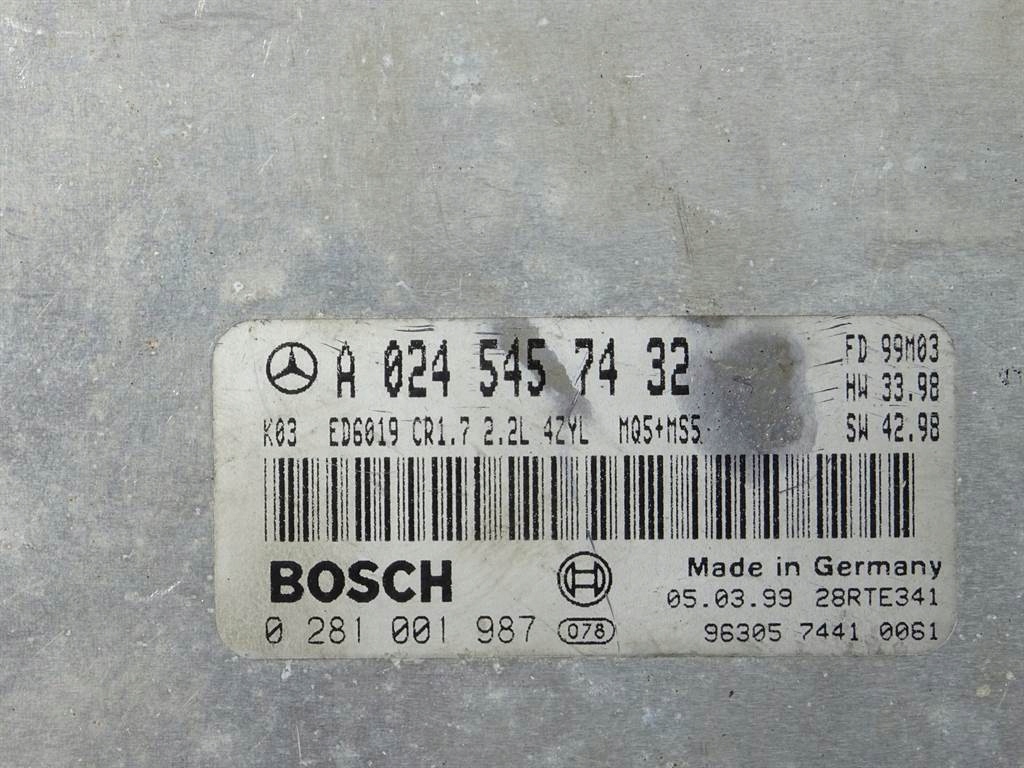 A 024 545 74 32
FD 99M03
HW 33.98
K03 ED6019 CR1.7 2.2L 4ZYL MQ5+MS5
SW 42.98
BOSCH
Made in Germany
05.03.99 28RTE341
0 281 001 987 078
96305 7441 0061